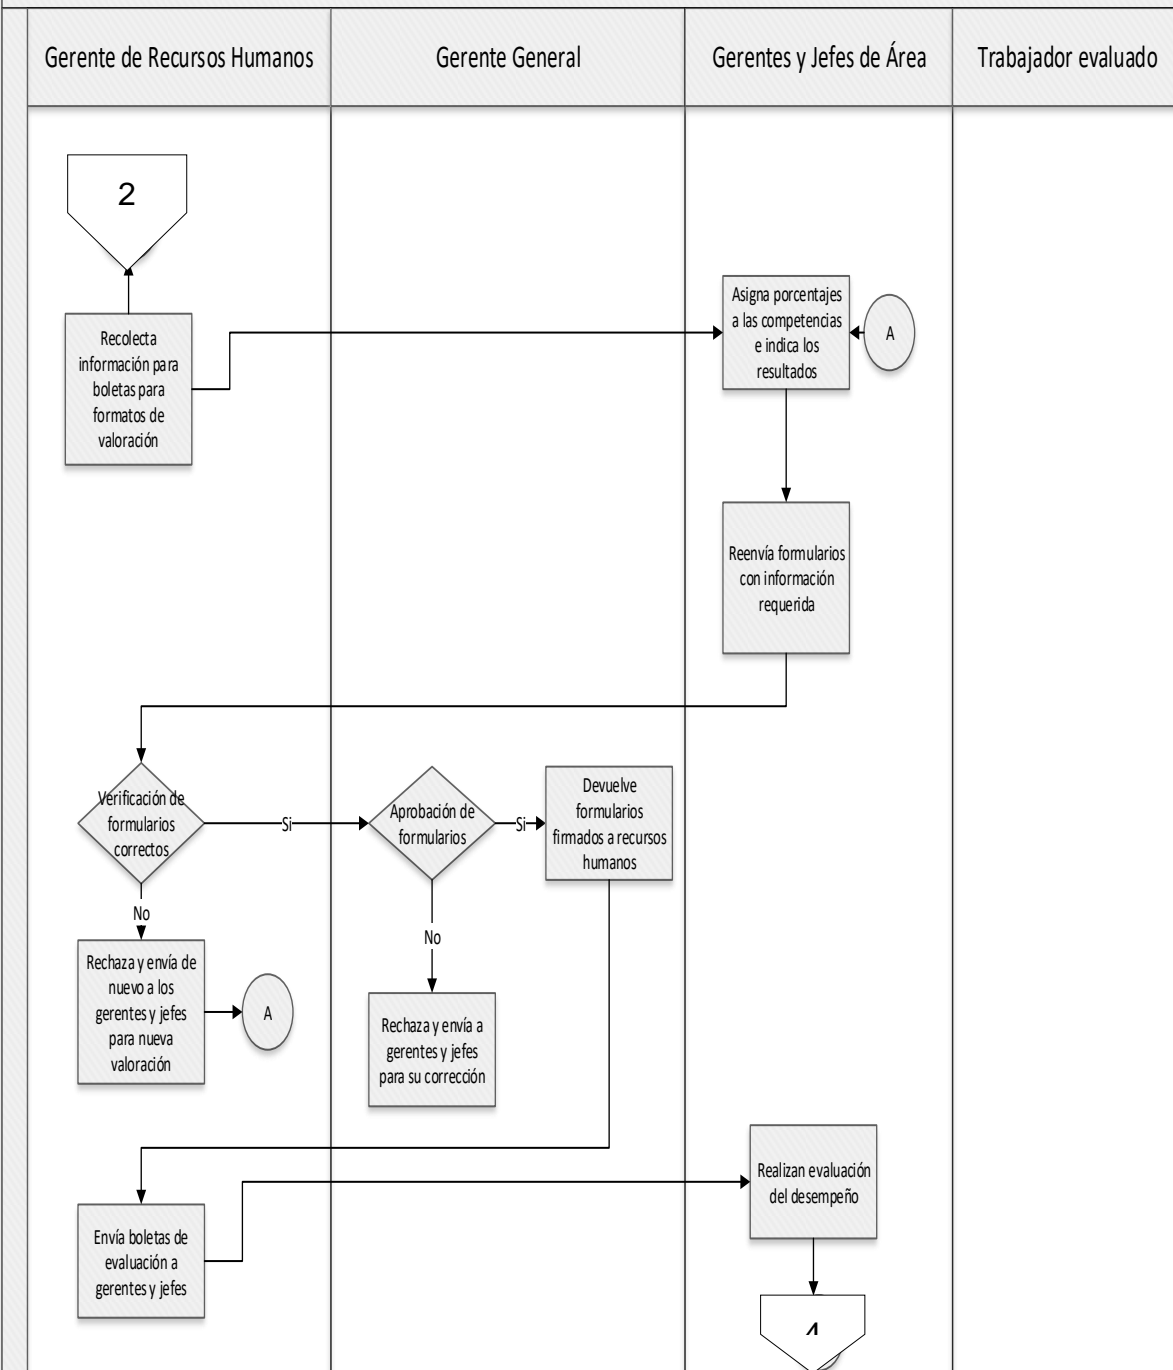 Gerente de Recursos Humanos
Gerente General
Gerentes y Jefes de Área
Trabajador evaluado
2
Recolecta
información para
boletas para
formatos de
valoración
Asigna porcentajes
a las competencias
e indica los
resultados
A
Reenvía formularios
con información
requerida
Verificación de
formularios
correctos
Si
Aprobación de
formularios
Si
Devuelve
formularios
firmados a recursos
humanos
No
Rechaza y envía de
nuevo a los
gerentes y jefes
para nueva
valoración
A
No
Rechaza y envía a
gerentes y jefes
para su corrección
Realizan evaluación
del desempeño
Envía boletas de
evaluación a
gerentes y jefes